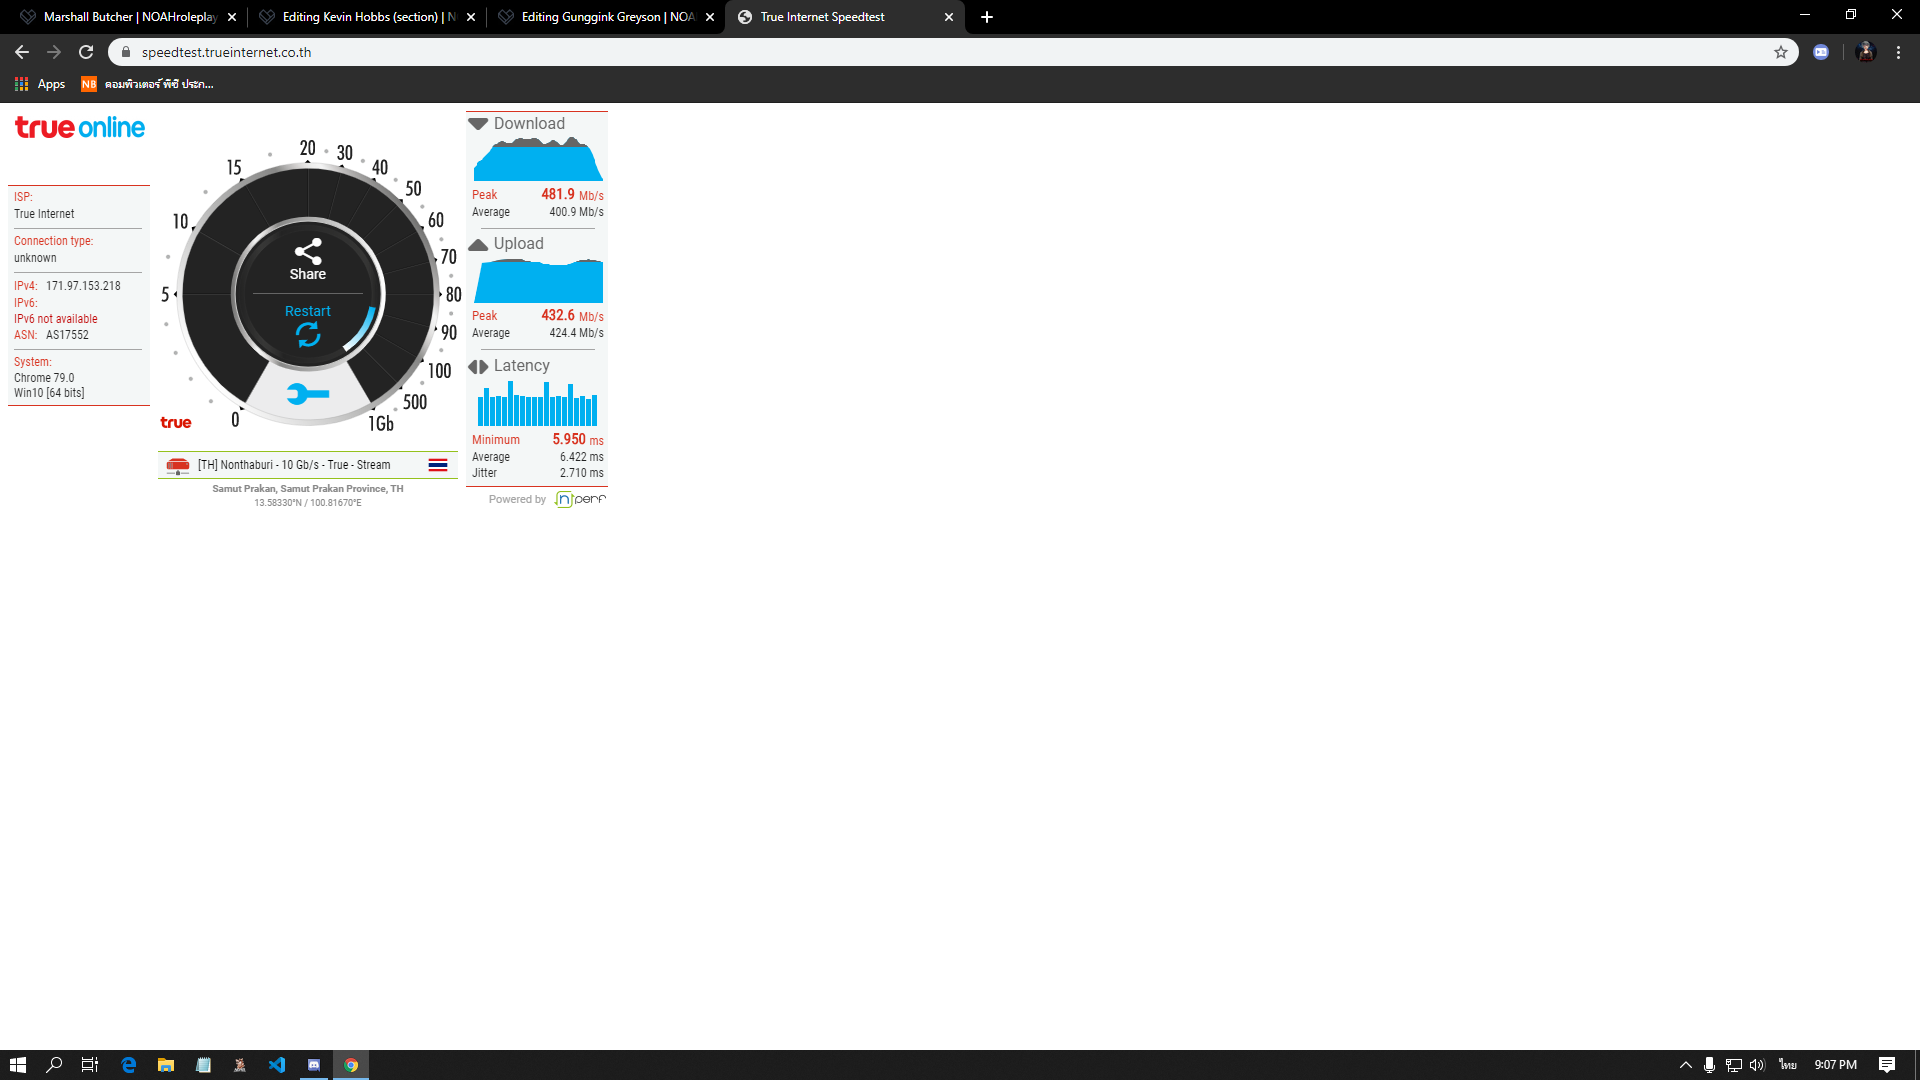 Marshall Butcher | NOAHroleplay
Editing Kevin Hobbs (section) | N
Editing Gunggink Greyson | NOA
True Internet Speedtest
speedtest.trueinternet.co.th
Apps
NB คอมพิวเตอร์ พีซี ประก...
true online
ISP:
True Internet
Connection type:
unknown
IPv4: 171.97.153.218
IPv6:
IPv6 not available
ASN: AS17552
System:
Chrome 79.0
Win10 [64 bits]
0
5
10
15
20
30
40
50
60
70
80
90
100
500
1Gb
Share
Restart
true
[TH] Nonthaburi - 10 Gb/s - True - Stream
Samut Prakan, Samut Prakan Province, TH
13.58330°N / 100.81670°E
Download
Peak 481.9 Mb/s
Average 400.9 Mb/s
Upload
Peak 432.6 Mb/s
Average 424.4 Mb/s
Latency
Minimum 5.950 ms
Average 6.422 ms
Jitter 2.710 ms
Powered by nperf
ไทย
9:07 PM